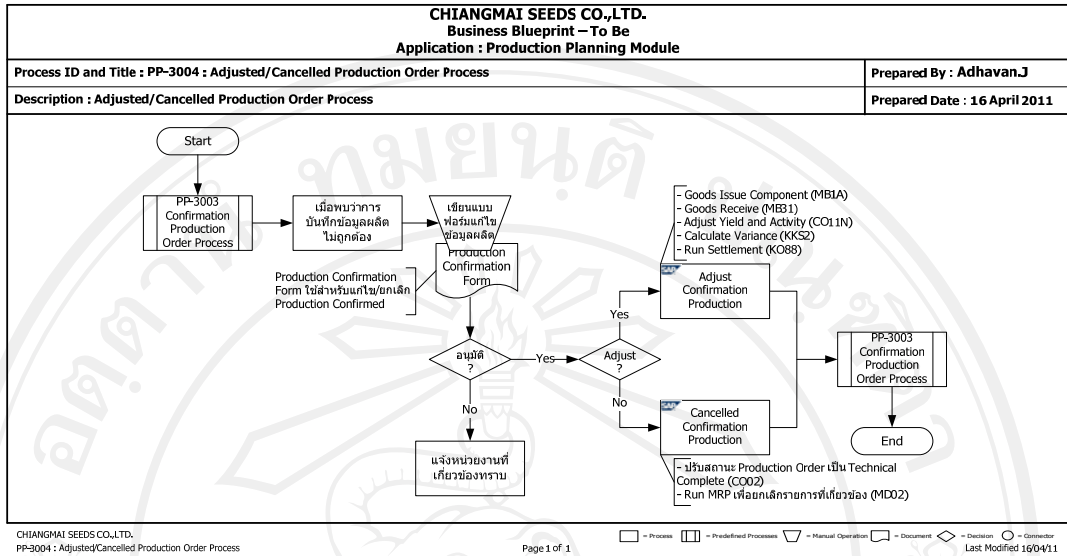 CHIANGMAI SEEDS CO.,LTD.
Business Blueprint – To Be
Application : Production Planning Module
Process ID and Title : PP-3004 : Adjusted/Cancelled Production Order Process
Prepared By : Adhavan.J
Description : Adjusted/Cancelled Production Order Process
Prepared Date : 16 April 2011
Start
PP-3003
Confirmation
Production
Order Process
เมื่อพบว่าการ
บันทึกข้อมูลผลิต
ไม่ถูกต้อง
เขียนแบบ
ฟอร์มแก้ไข
ข้อมูลผลิต
Production
Confirmation
Form
Production Confirmation
Form ใช้สำหรับแก้ไข/ยกเลิก
Production Confirmed
อนุมัติ
?
Yes
No
แจ้งหน่วยงานที่
เกี่ยวข้องทราบ
Adjust
?
Yes
No
- Goods Issue Component (MB1A)
- Goods Receive (MB31)
- Adjust Yield and Activity (CO11N)
- Calculate Variance (KKS2)
- Run Settlement (KO88)
SAP
Adjust
Confirmation
Production
SAP
Cancelled
Confirmation
Production
- ปรับสถานะ Production Order เป็น Technical
Complete (CO02)
- Run MRP เพื่อยกเลิกรายการที่เกี่ยวข้อง (MD02)
PP-3003
Confirmation
Production
Order Process
End
CHIANGMAI SEEDS CO.,LTD.
PP-3004 : Adjusted/Cancelled Production Order Process
Page 1 of 1
= Process = Predefined Processes = Manual Operation = Document = Decision = Connector
Last Modified 16/04/11